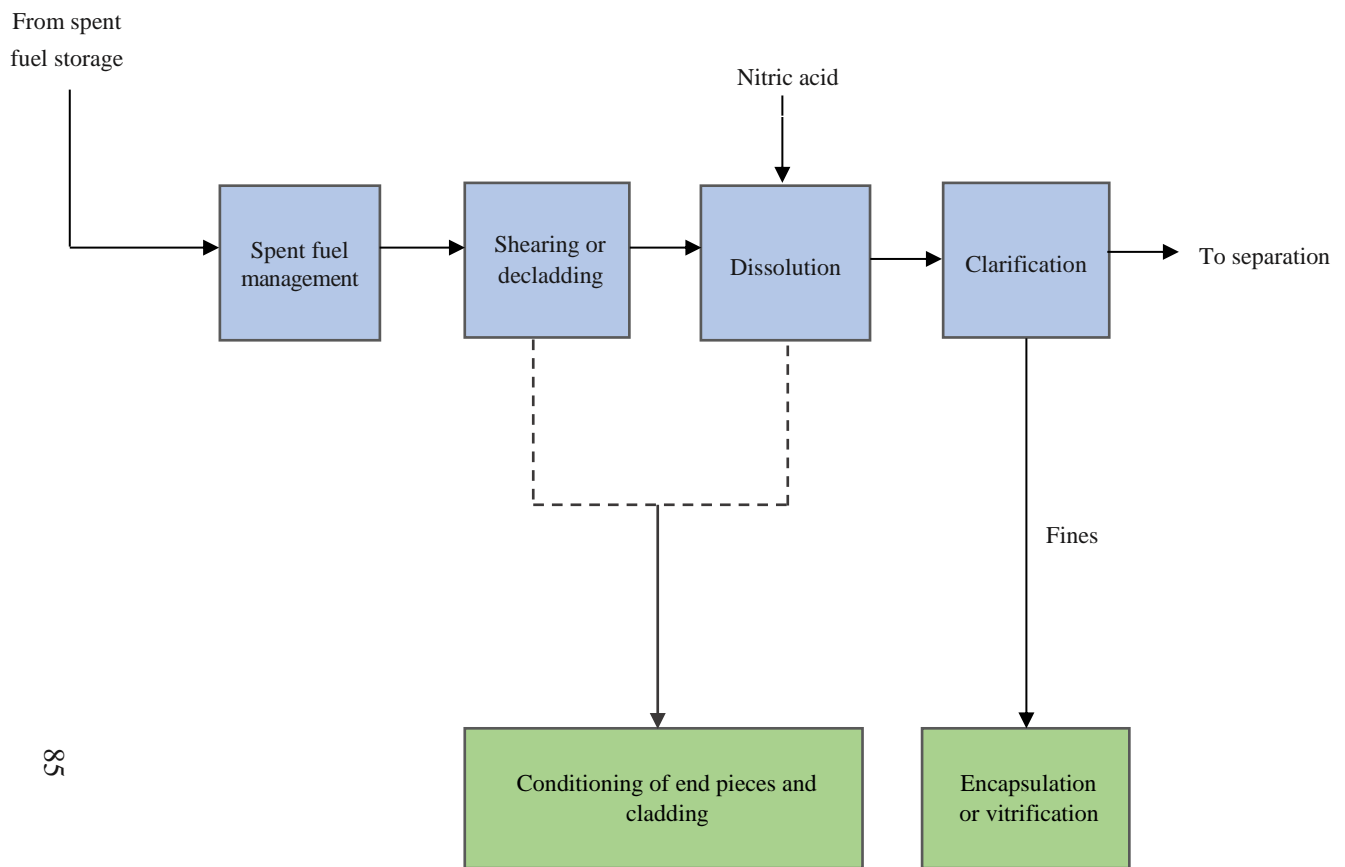 From spent
fuel storage
Nitric acid
Spent fuel
management
Shearing or
decladding
Dissolution
Clarification
To separation
Fines
Conditioning of end pieces and
cladding
Encapsulation
or vitrification
85